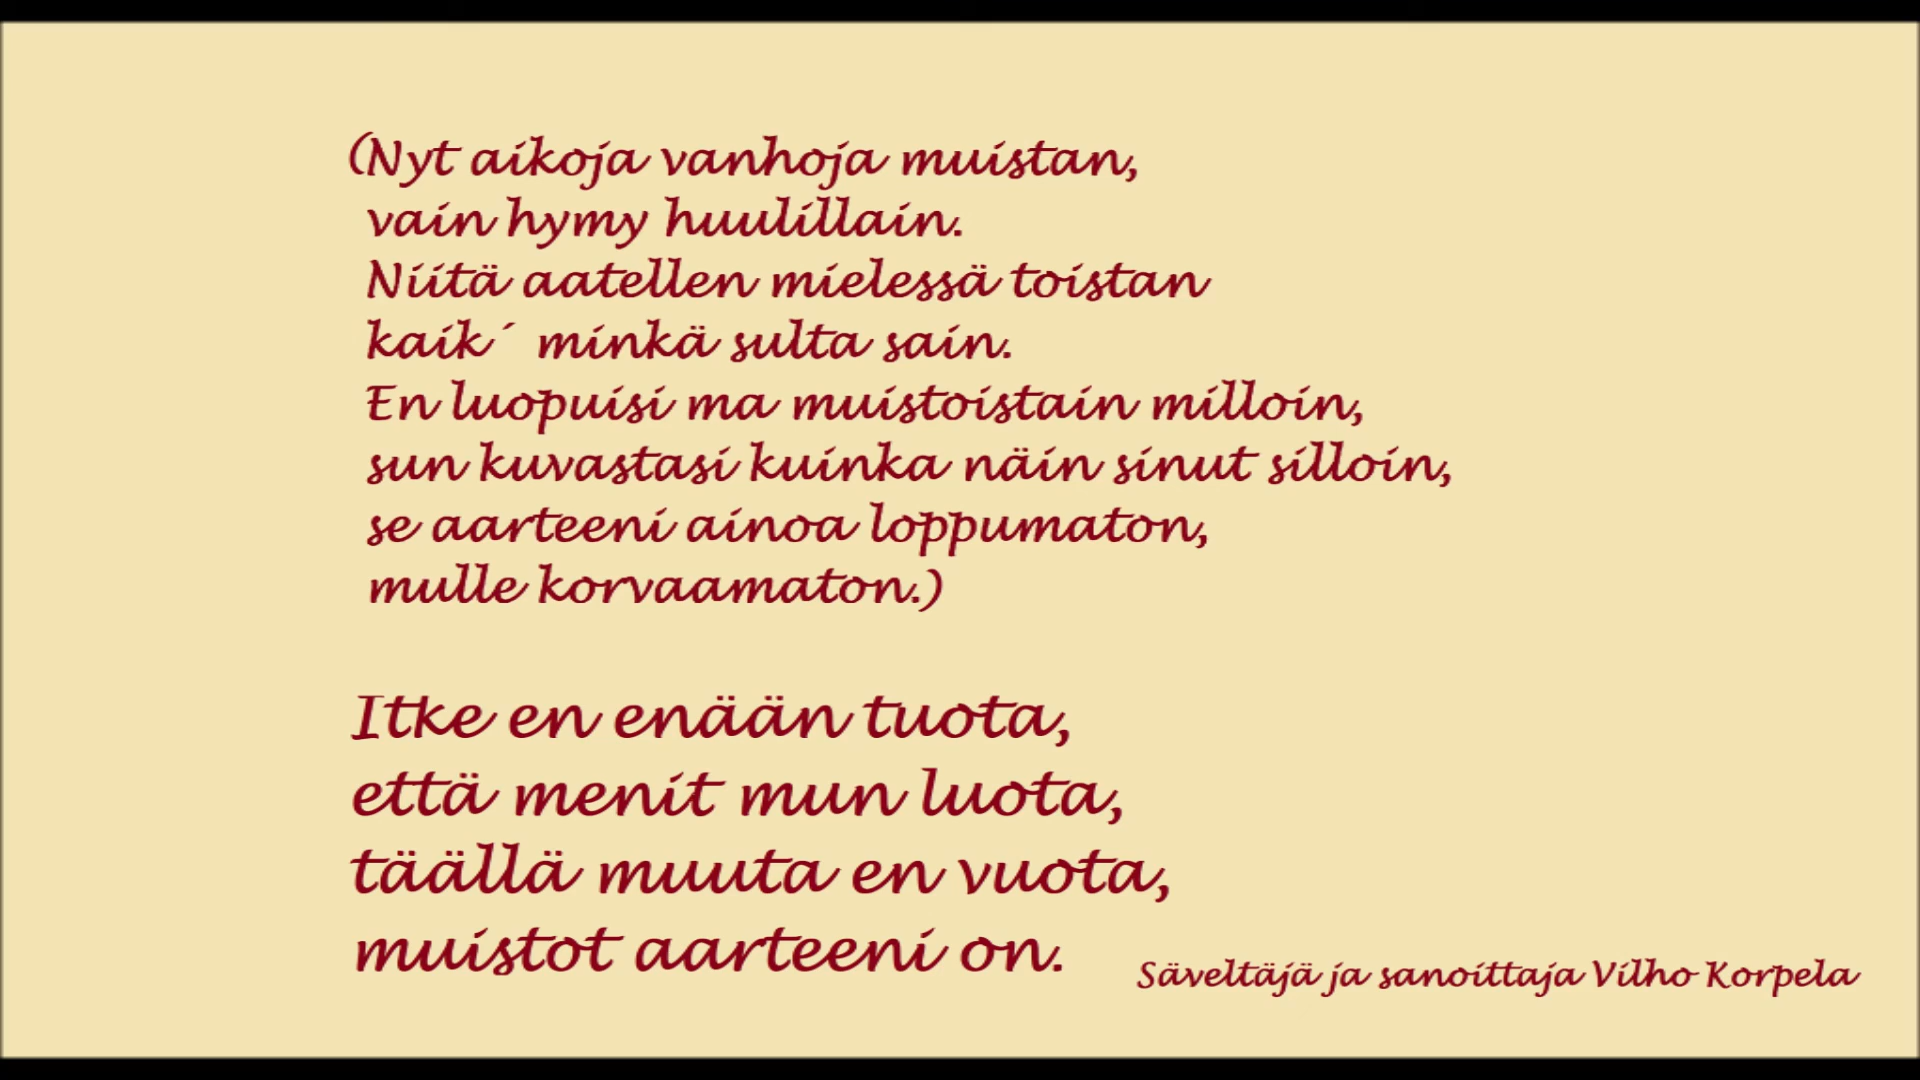 (Nyt aikoja vanhoja muistan,
vain hymy huulillain.
Niitä aatellen mielessä toistan
kaik´ minkä sulta sain.
En luopuisi ma muistoistain milloin,
sun kuvastasi kuinka näin sinut silloin,
se aarteeni ainoa loppumaton,
mulle korvaamaton.)
Itke en enään tuota,
että menit mun luota,
täällä muuta en vuota,
muistot aarteeni on.
Säveltäjä ja sanoittaja Vilho Korpela